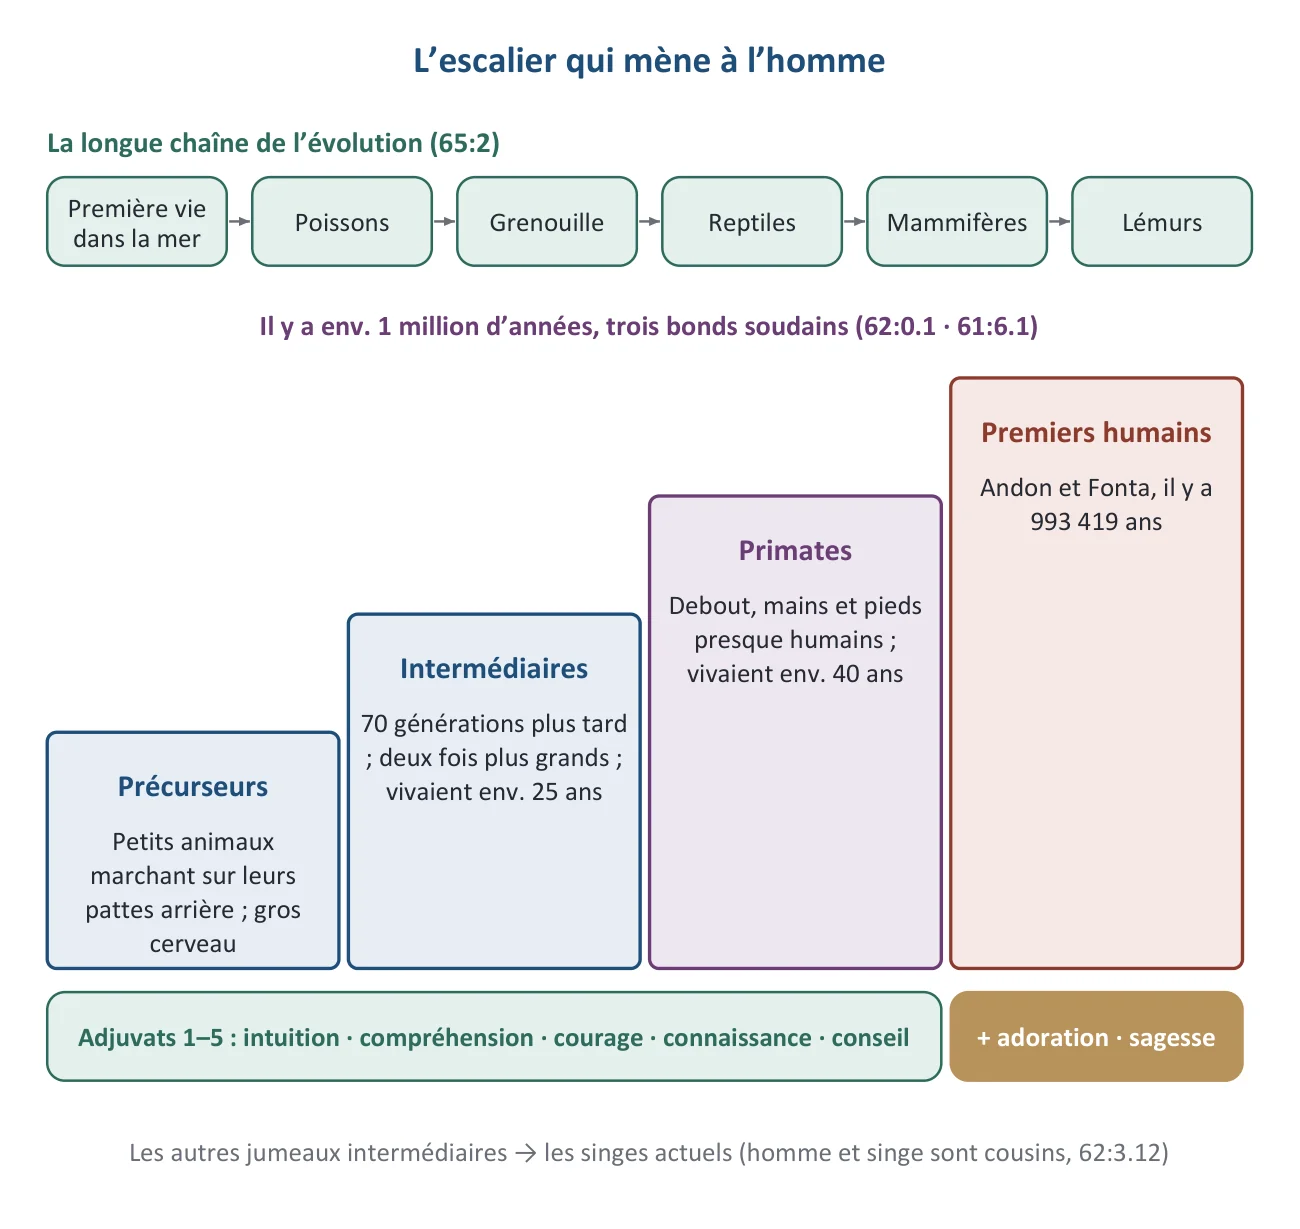 L’escalier qui mène à l’homme
La longue chaîne de l’évolution (65:2)
Première vie
dans la mer
Poissons
Grenouille
Reptiles
Mammifères
Lémurs
Il y a env. 1 million d’années, trois bonds soudains (62:0.1 · 61:6.1)
Précurseurs
Petits animaux
marchant sur leurs
pattes arrière ; gros
cerveau
Intermédiaires
70 générations plus tard
; deux fois plus grands ;
vivaient env. 25 ans
Primates
Debout, mains et pieds
presque humains ;
vivaient env. 40 ans
Premiers humains
Andon et Fonta, il y a
993 419 ans
Adjuvats 1–5 : intuition · compréhension · courage · connaissance · conseil
+ adoration · sagesse
Les autres jumeaux intermédiaires → les singes actuels (homme et singe sont cousins, 62:3.12)